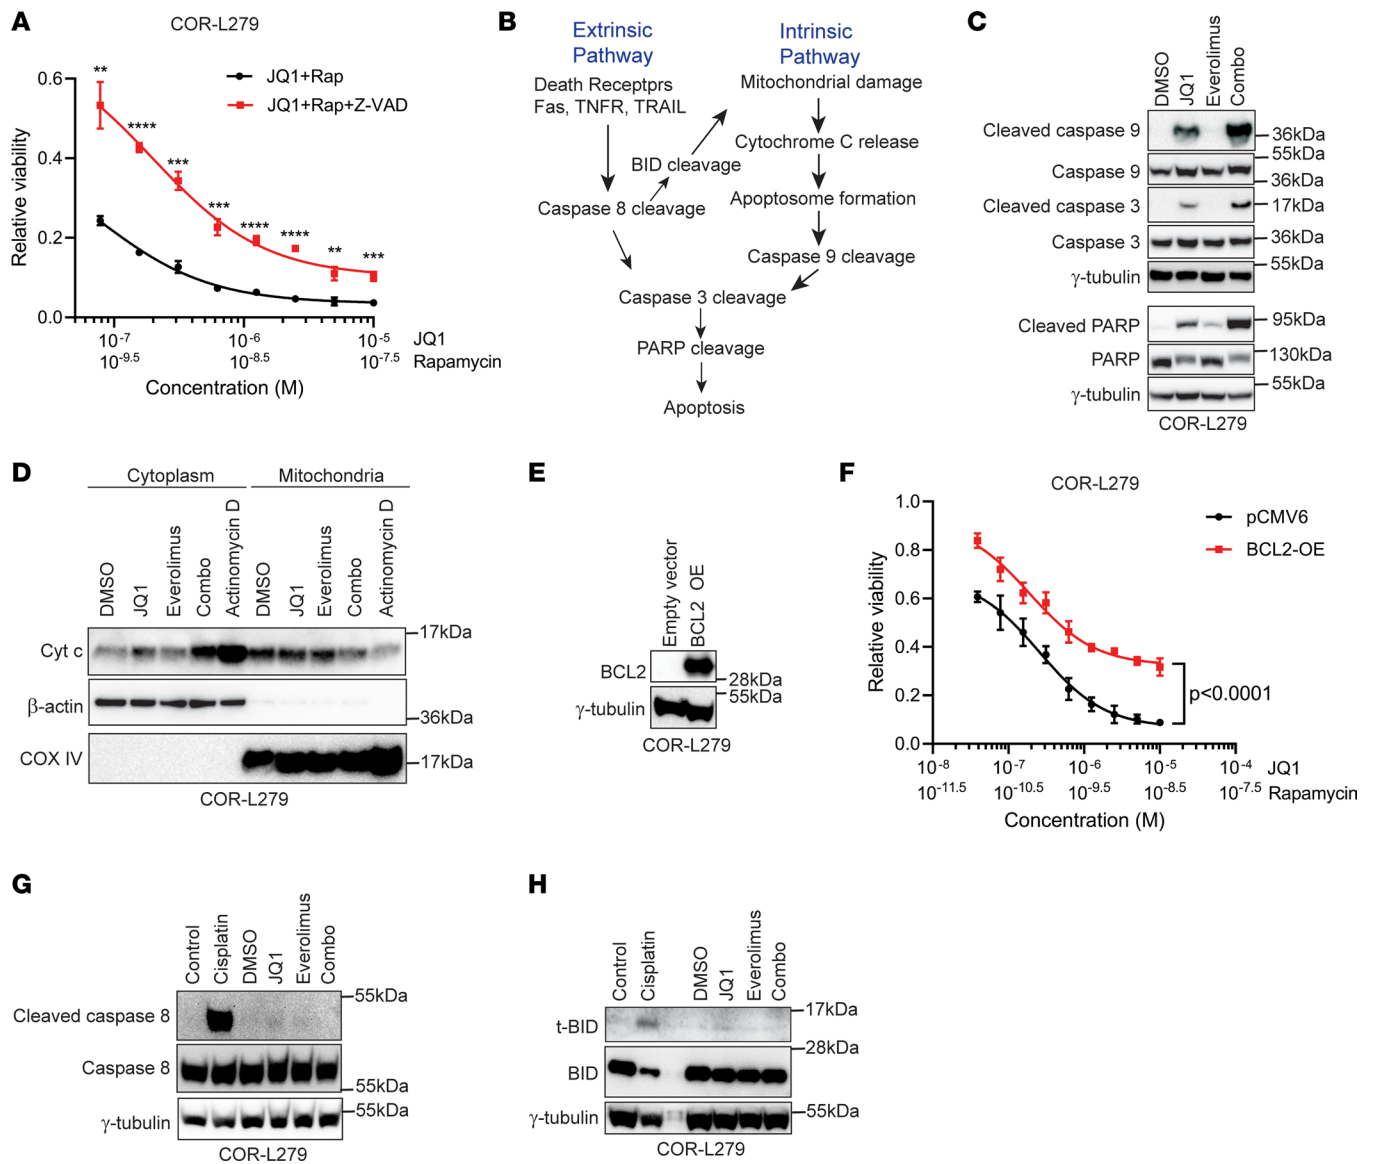 A
COR-L279
JQ1+Rap
JQ1+Rap+Z-VAD
Relative viability
0.6
0.4
0.2
0.0
**
****
***
***
****
****
**
***
10-7 10-6 10-5 JQ1
10-9.5 10-8.5 10-7.5 Rapamycin
Concentration (M)
B
Extrinsic
Pathway
Intrinsic
Pathway
Death Receptprs
Fas, TNFR, TRAIL
Mitochondrial damage
Cytochrome C release
BID cleavage
Apoptosome formation
Caspase 8 cleavage
Caspase 9 cleavage
Caspase 3 cleavage
PARP cleavage
Apoptosis
C
DMSO
JQ1
Everolimus
Combo
Cleaved caspase 9
36kDa
55kDa
Caspase 9
36kDa
Cleaved caspase 3
17kDa
Caspase 3
36kDa
55kDa
γ-tubulin
Cleaved PARP
95kDa
PARP
130kDa
55kDa
γ-tubulin
COR-L279
D
Cytoplasm Mitochondria
DMSO
JQ1
Everolimus
Combo
Actinomycin D
DMSO
JQ1
Everolimus
Combo
Actinomycin D
17kDa
Cyt c
β-actin
36kDa
COX IV
17kDa
COR-L279
E
Empty vector
BCL2 OE
BCL2
28kDa
55kDa
γ-tubulin
COR-L279
F
COR-L279
pCMV6
BCL2-OE
Relative viability
1.0
0.8
0.6
0.4
0.2
0.0
p<0.0001
10-8 10-7 10-6 10-5 10-4 JQ1
10-11.5 10-10.5 10-9.5 10-8.5 10-7.5 Rapamycin
Concentration (M)
G
Control
Cisplatin
DMSO
JQ1
Everolimus
Combo
55kDa
Cleaved caspase 8
Caspase 8
55kDa
55kDa
γ-tubulin
COR-L279
H
Control
Cisplatin
DMSO
JQ1
Everolimus
Combo
17kDa
t-BID
28kDa
BID
55kDa
γ-tubulin
COR-L279